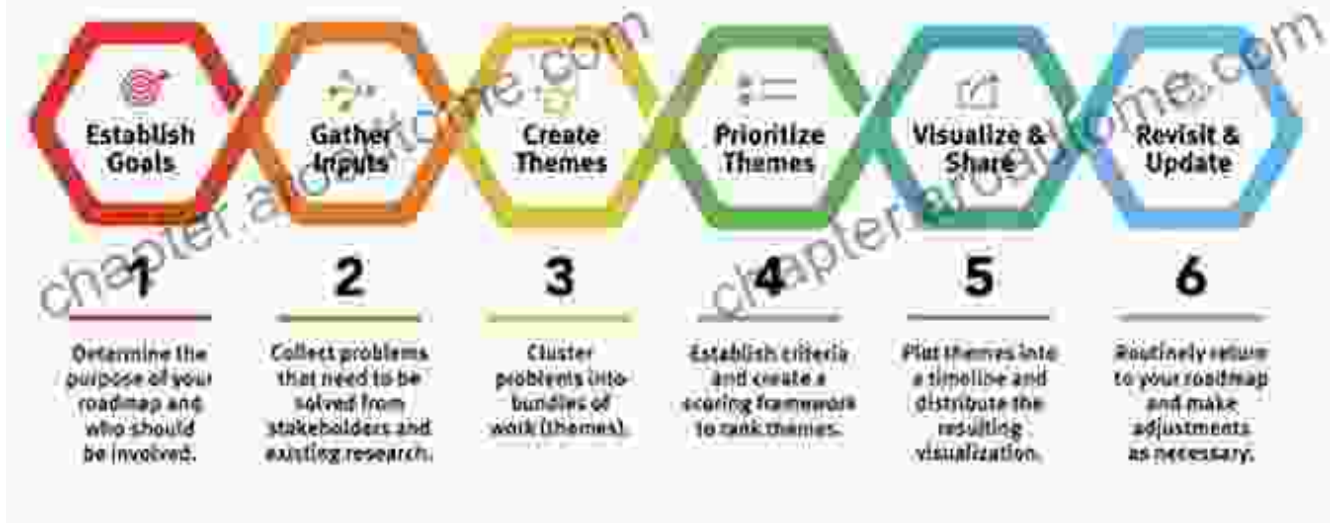 Establish
Goals
Gather
Inputs
Create
Themes
Prioritize
Themes
Visualize &
Share
Revisit &
Update
1
2
3
4
5
6
Determine the
purpose of your
roadmap and
who should
be involved.
Collect problems
that need to be
solved from
stakeholders and
existing research.
Cluster
problems into
bundles of
work (themes).
Establish criteria
and create a
scoring framework
to rank themes.
Plot themes into
a timeline and
distribute the
resulting
visualization.
Routinely return
to your roadmap
and make
adjustments
as necessary.